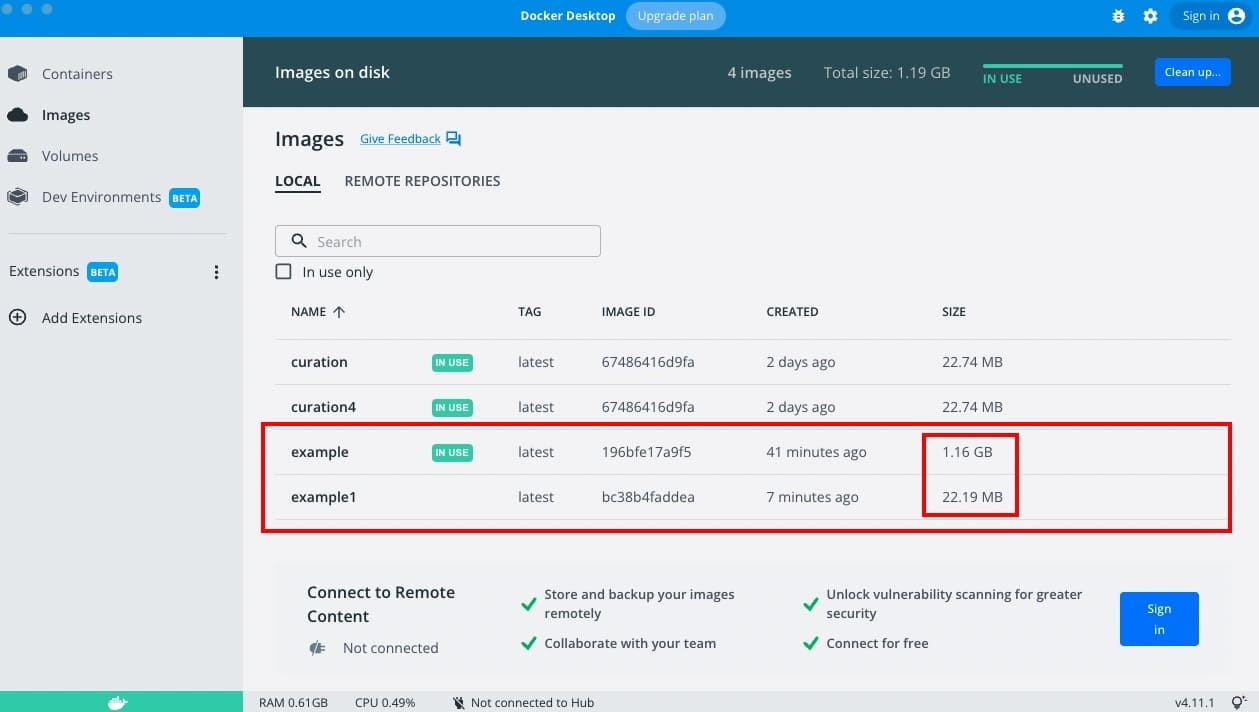 Docker Desktop Upgrade plan Sign in
Containers
Images
Volumes
Dev Environments BETA
Extensions BETA
Add Extensions
Images on disk 4 images Total size: 1.19 GB IN USE UNUSED Clean up...
Images Give Feedback
LOCAL REMOTE REPOSITORIES
Search
In use only
NAME TAG IMAGE ID CREATED SIZE
curation IN USE latest 67486416d9fa 2 days ago 22.74 MB
curation4 IN USE latest 67486416d9fa 2 days ago 22.74 MB
example IN USE latest 196bfe17a9f5 41 minutes ago 1.16 GB
example1 latest bc38b4faddea 7 minutes ago 22.19 MB
Connect to Remote
Content
Not connected
Store and backup your images
remotely
Collaborate with your team
Unlock vulnerability scanning for greater
security
Connect for free
Sign
in
RAM 0.61GB CPU 0.49% Not connected to Hub v4.11.1